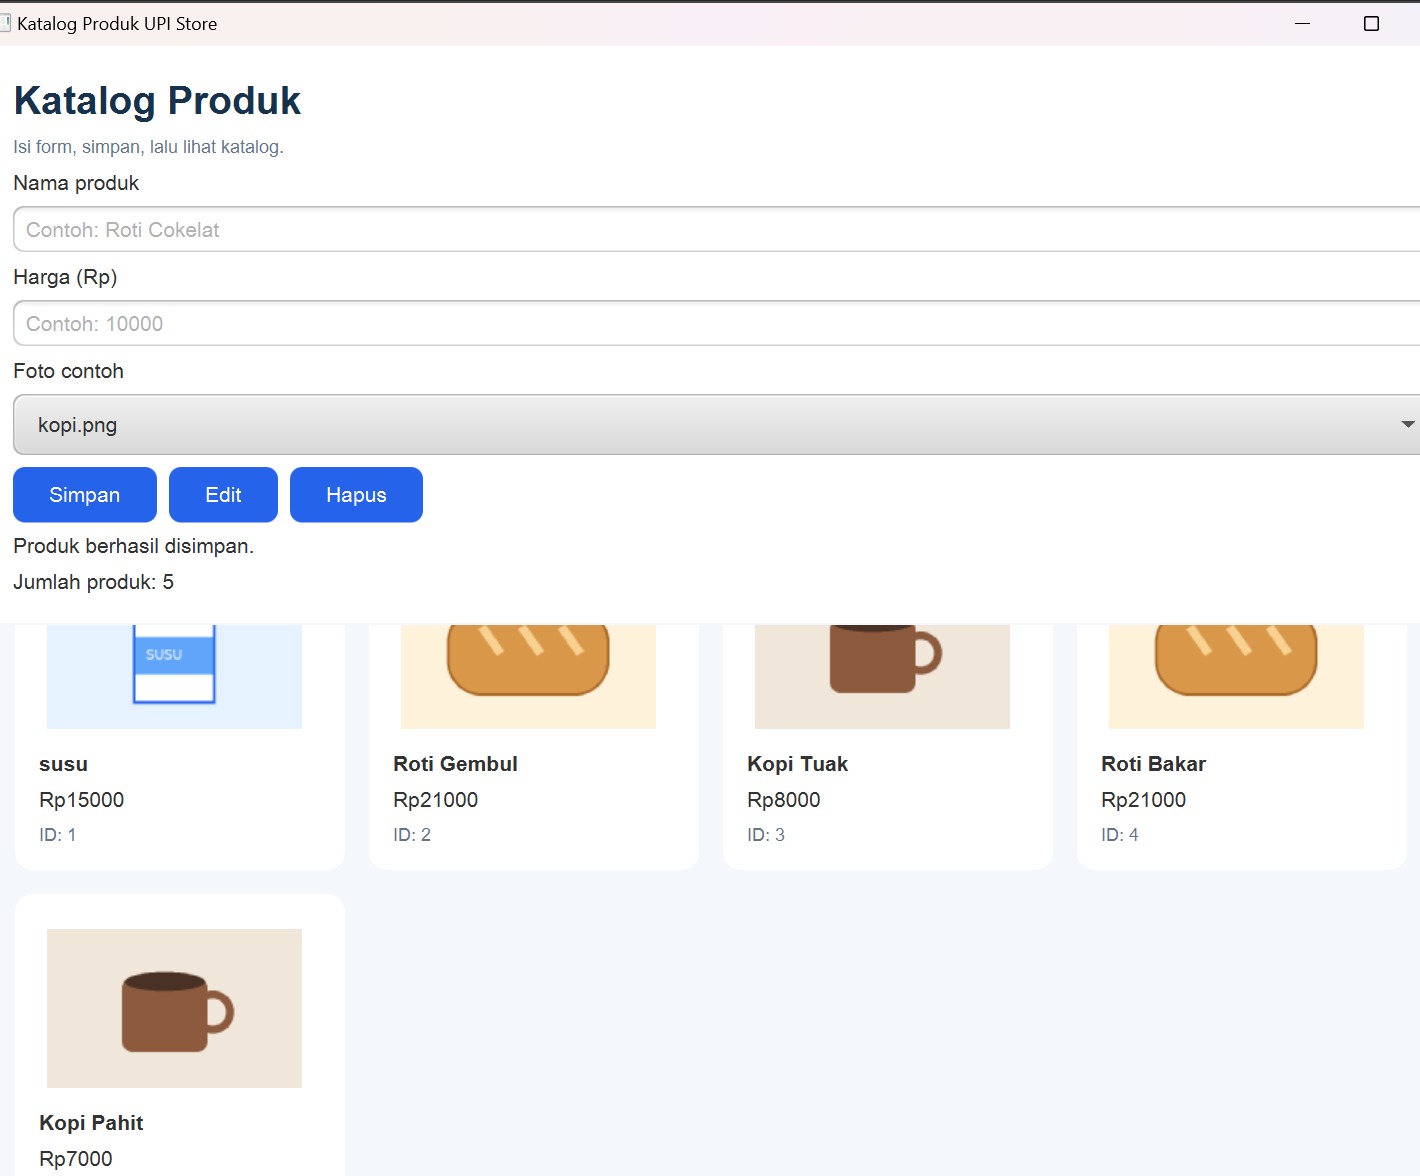 Katalog Produk UPI Store
Katalog Produk
Isi form, simpan, lalu lihat katalog.
Nama produk
Contoh: Roti Cokelat
Harga (Rp)
Contoh: 10000
Foto contoh
kopi.png
Simpan Edit Hapus
Produk berhasil disimpan.
Jumlah produk: 5
SUSU
susu
Rp15000
ID: 1
Roti Gembul
Rp21000
ID: 2
Kopi Tuak
Rp8000
ID: 3
Roti Bakar
Rp21000
ID: 4
Kopi Pahit
Rp7000